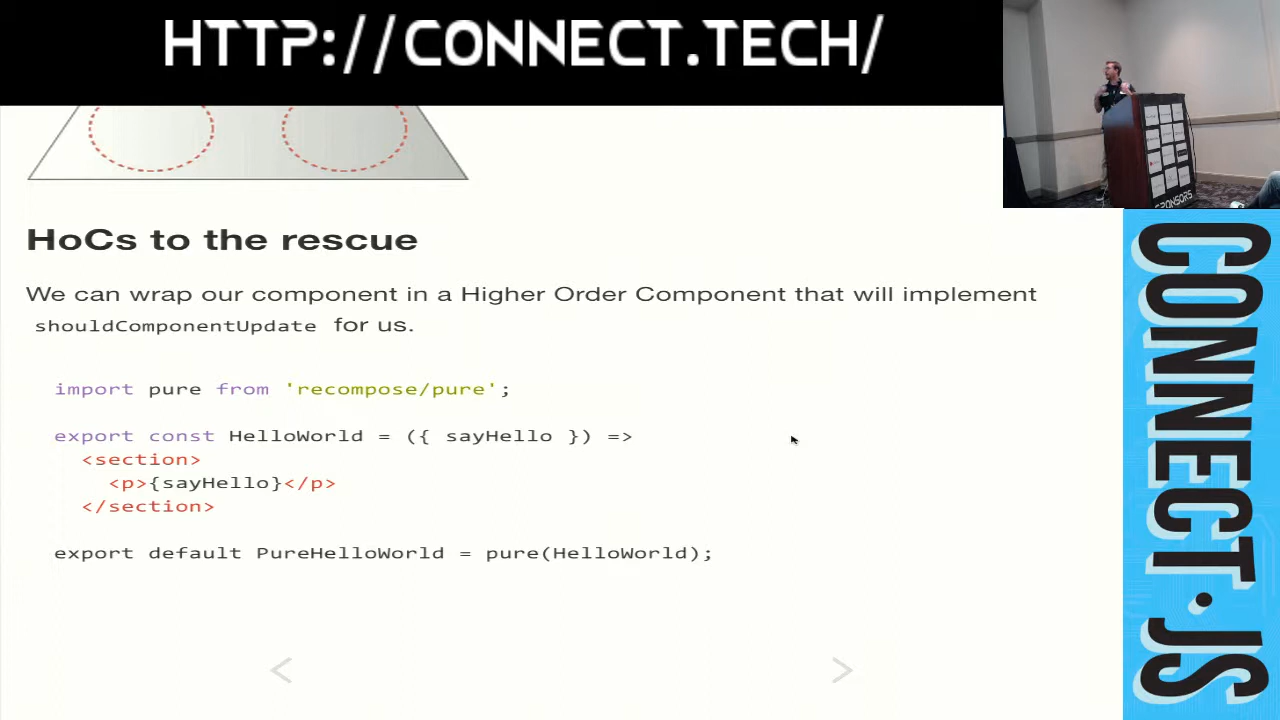 HTTP://CONNECT.TECH/
HoCs to the rescue
We can wrap our component in a Higher Order Component that will implement
shouldComponentUpdate for us.
import pure from 'recompose/pure';
export const HelloWorld = ({ sayHello }) =>
<section>
<p>{sayHello}</p>
</section>
export default PureHelloWorld = pure(HelloWorld);
< >
SPONSORS
CONNECT.JS